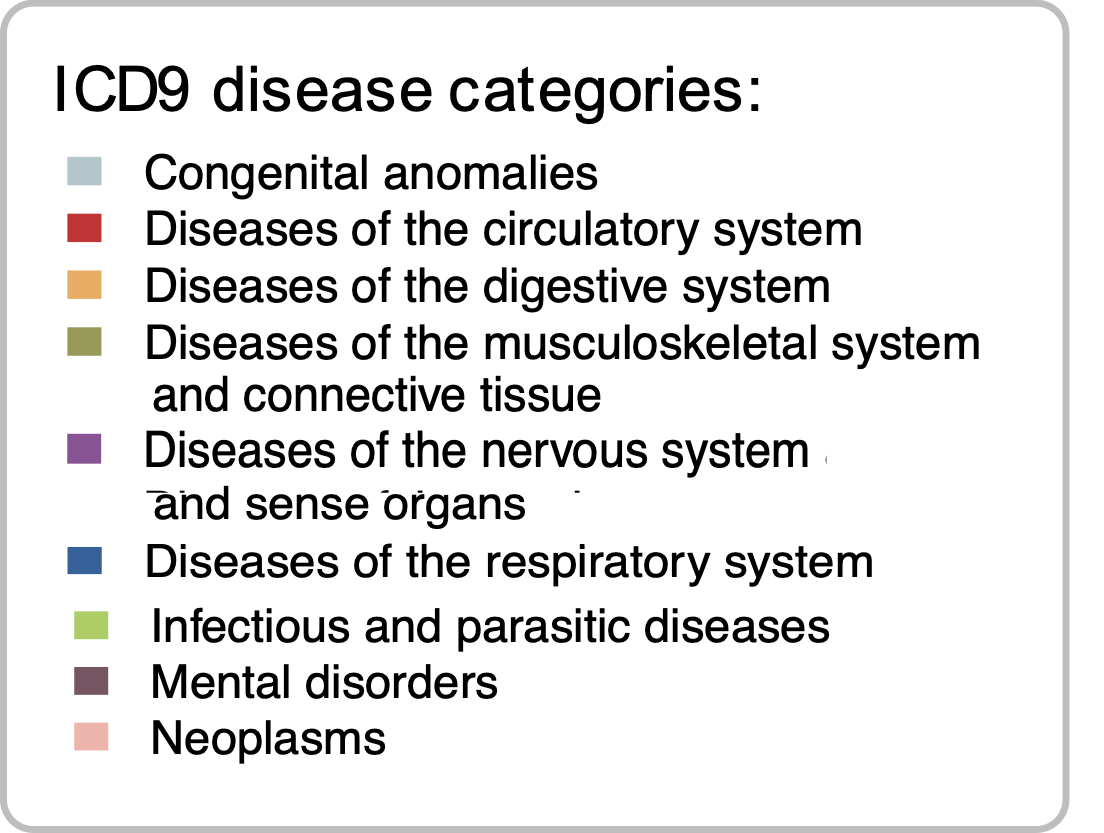 ICD9 disease categories:
Congenital anomalies
Diseases of the circulatory system
Diseases of the digestive system
Diseases of the musculoskeletal system
and connective tissue
Diseases of the nervous system
and sense organs
Diseases of the respiratory system
Infectious and parasitic diseases
Mental disorders
Neoplasms